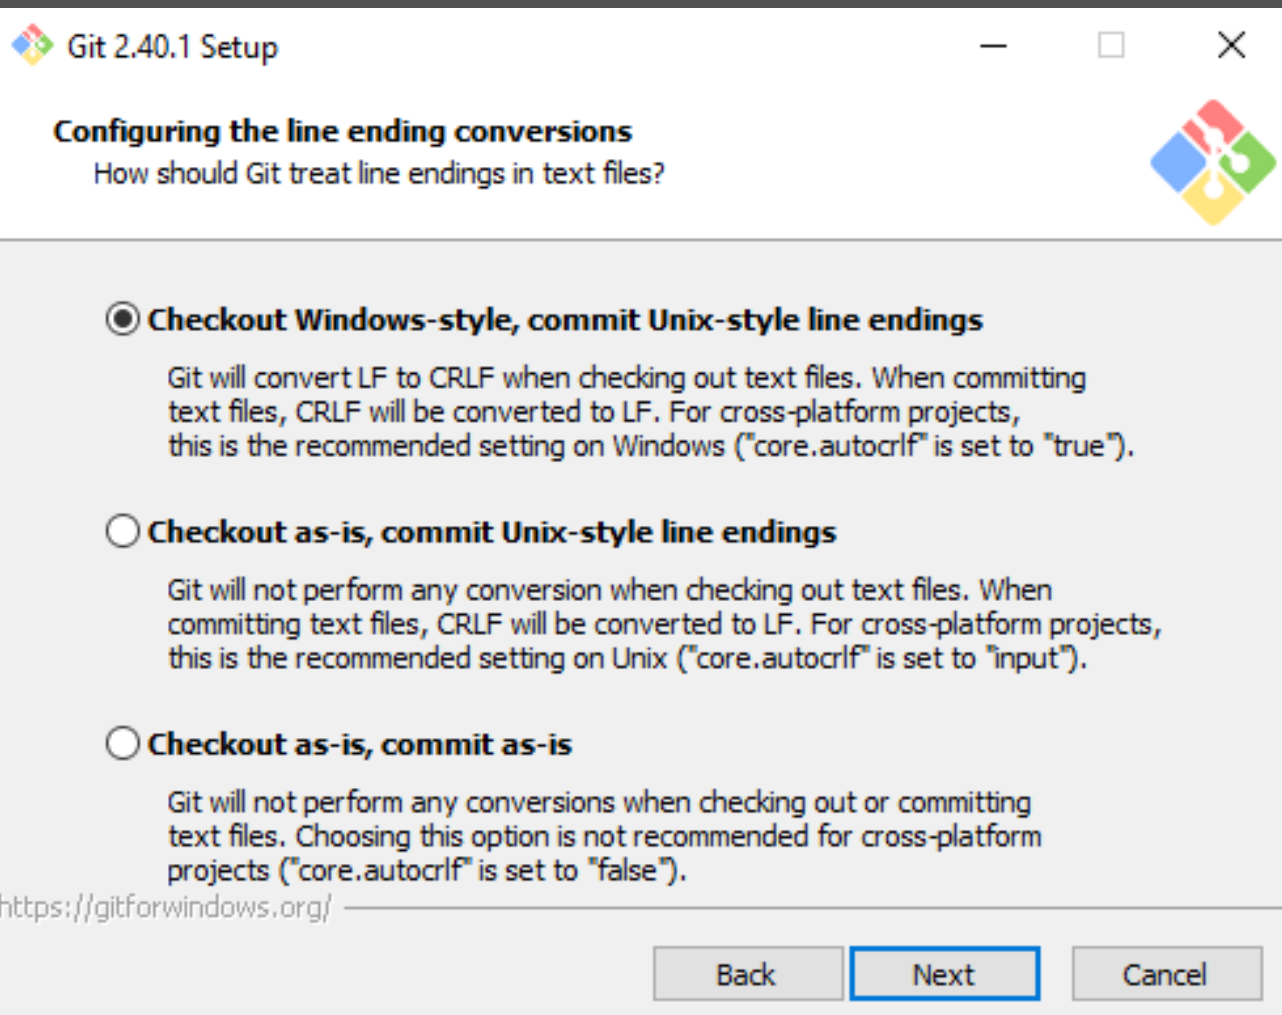 Git 2.40.1 Setup
Configuring the line ending conversions
How should Git treat line endings in text files?
Checkout Windows-style, commit Unix-style line endings
Git will convert LF to CRLF when checking out text files. When committing
text files, CRLF will be converted to LF. For cross-platform projects,
this is the recommended setting on Windows ("core.autocrlf" is set to "true").
Checkout as-is, commit Unix-style line endings
Git will not perform any conversion when checking out text files. When
committing text files, CRLF will be converted to LF. For cross-platform projects,
this is the recommended setting on Unix ("core.autocrlf" is set to "input").
Checkout as-is, commit as-is
Git will not perform any conversions when checking out or committing
text files. Choosing this option is not recommended for cross-platform
projects ("core.autocrlf" is set to "false").
https://gitforwindows.org/
Back Next Cancel